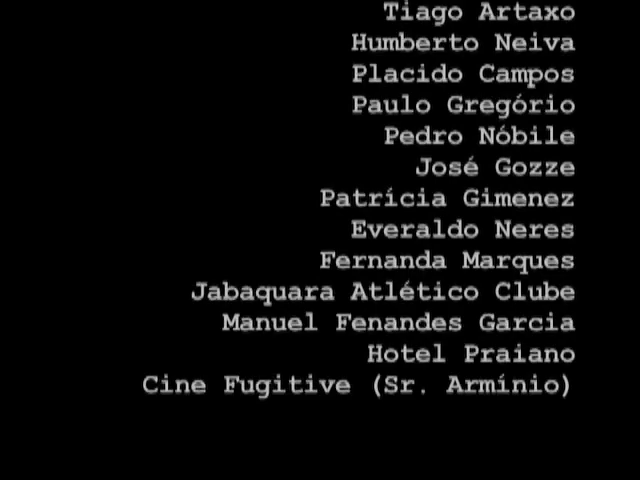 Tiago Artaxo
Humberto Neiva
Placido Campos
Paulo Gregório
Pedro Nóbile
José Gozze
Patrícia Gimenez
Everaldo Neres
Fernanda Marques
Jabaquara Atlético Clube
Manuel Fenandes Garcia
Hotel Praiano
Cine Fugitive (Sr. Armínio)